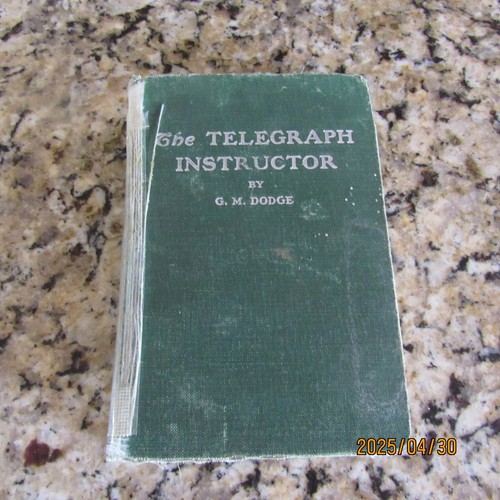 The TELEGRAPH
INSTRUCTOR
BY
G. M. DODGE
2025/04/30